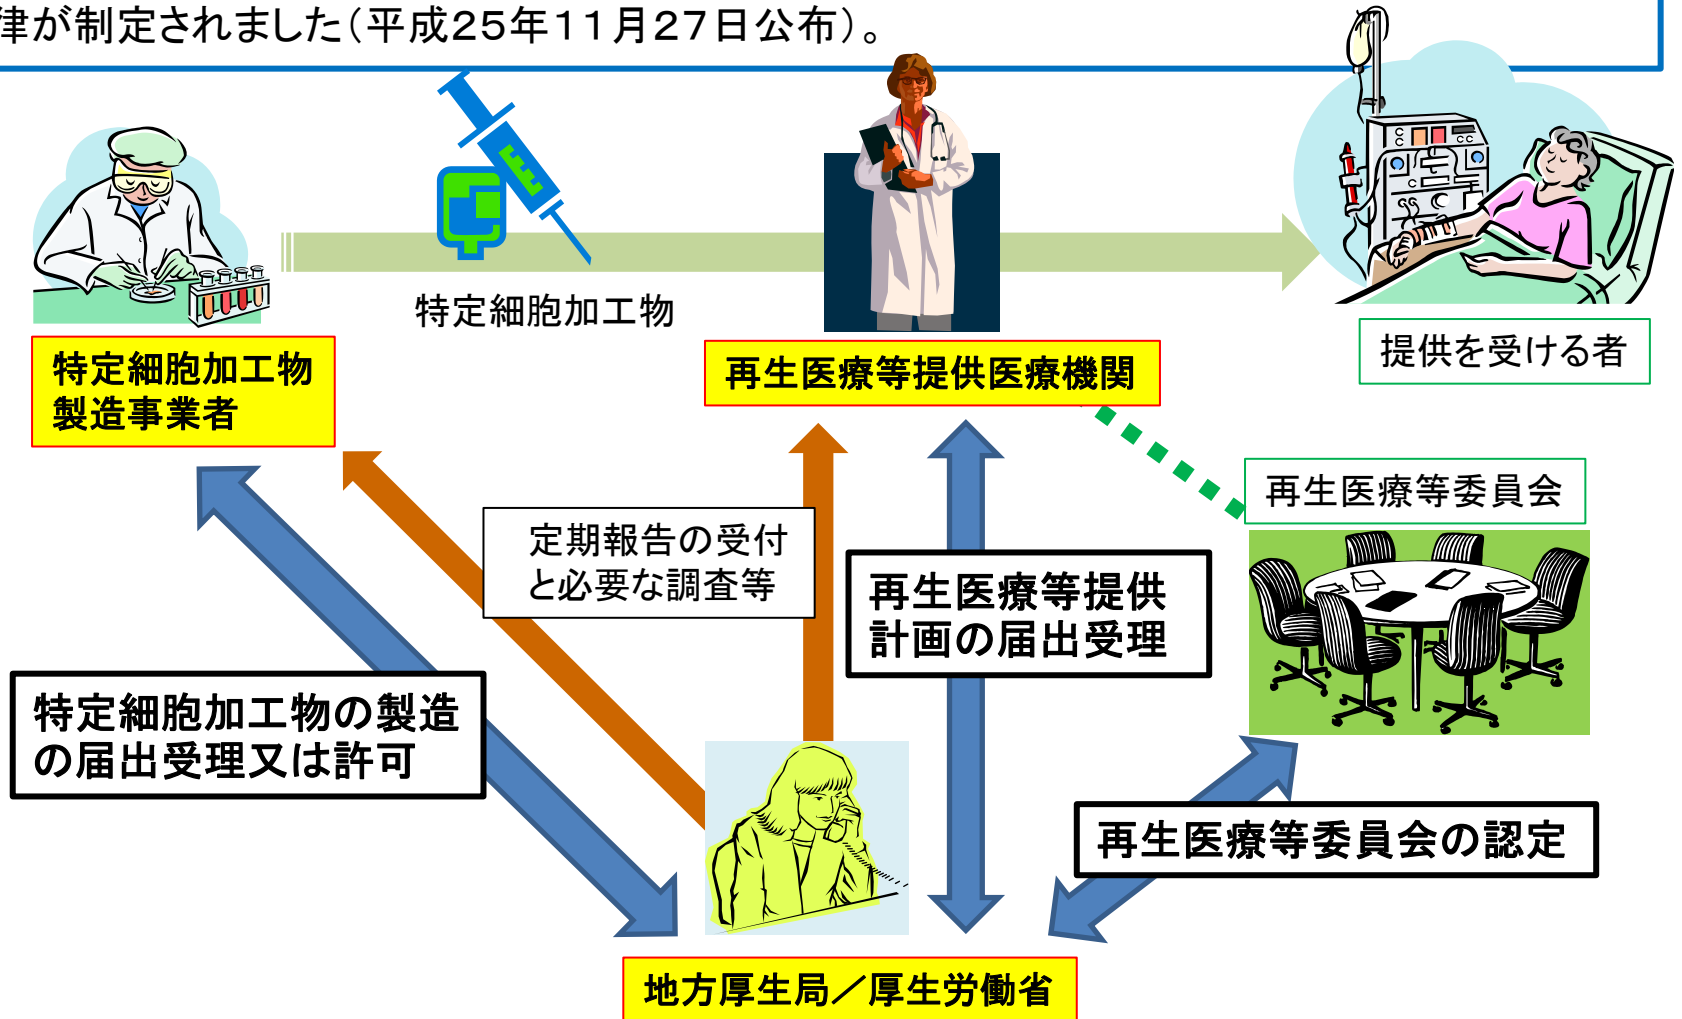 律が制定されました（平成２５年１１月２７日公布）。
特定細胞加工物
特定細胞加工物
製造事業者
再生医療等提供医療機関
提供を受ける者
再生医療等委員会
定期報告の受付
と必要な調査等
再生医療等提供
計画の届出受理
特定細胞加工物の製造
の届出受理又は許可
再生医療等委員会の認定
地方厚生局／厚生労働省